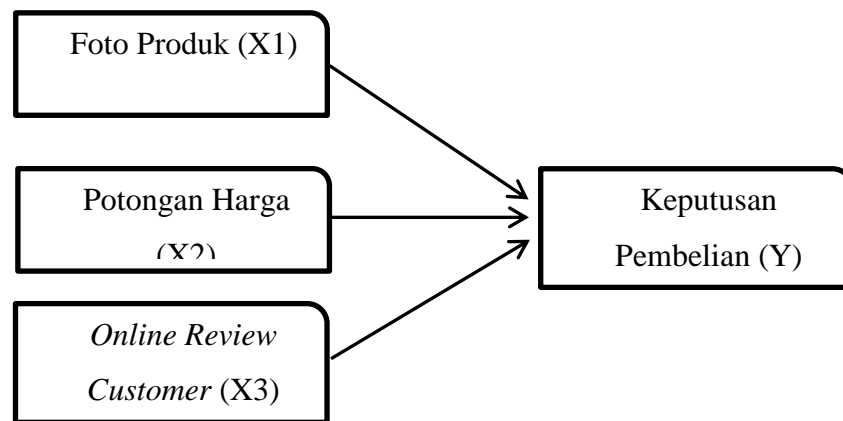 Foto Produk (X1)
Potongan Harga
(X2)
Keputusan
Pembelian (Y)
Online Review
Customer (X3)